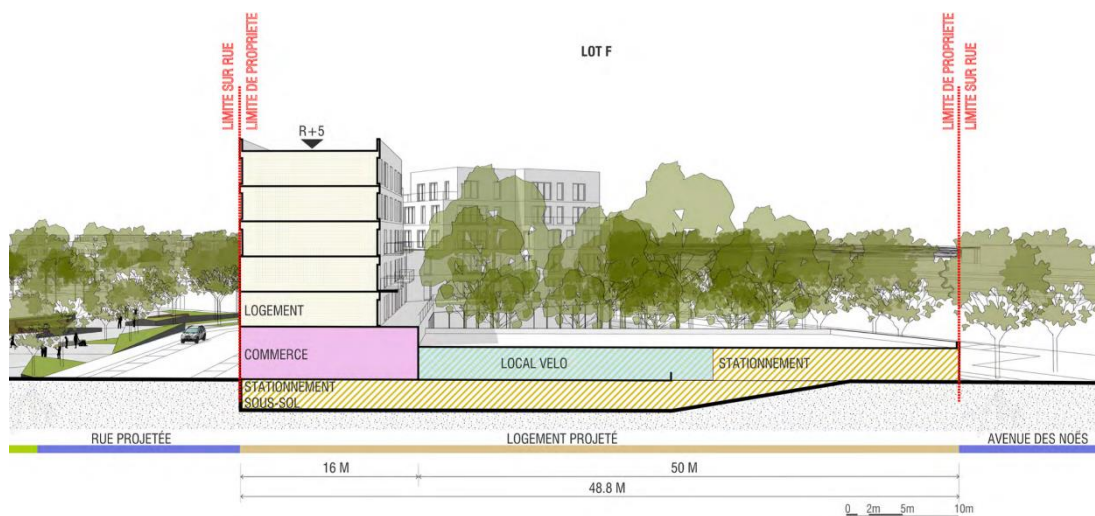 LOT F
LIMITE SUR RUE
LIMITE DE PROPRIETE
LIMITE DE PROPRIETE
LIMITE SUR RUE
R+5
LOGEMENT
COMMERCE
LOCAL VELO
STATIONNEMENT
STATIONNEMENT
SOUS-SOL
RUE PROJETÉE
LOGEMENT PROJETÉ
AVENUE DES NOËS
16 M
50 M
48.8 M
0 2m 5m 10m